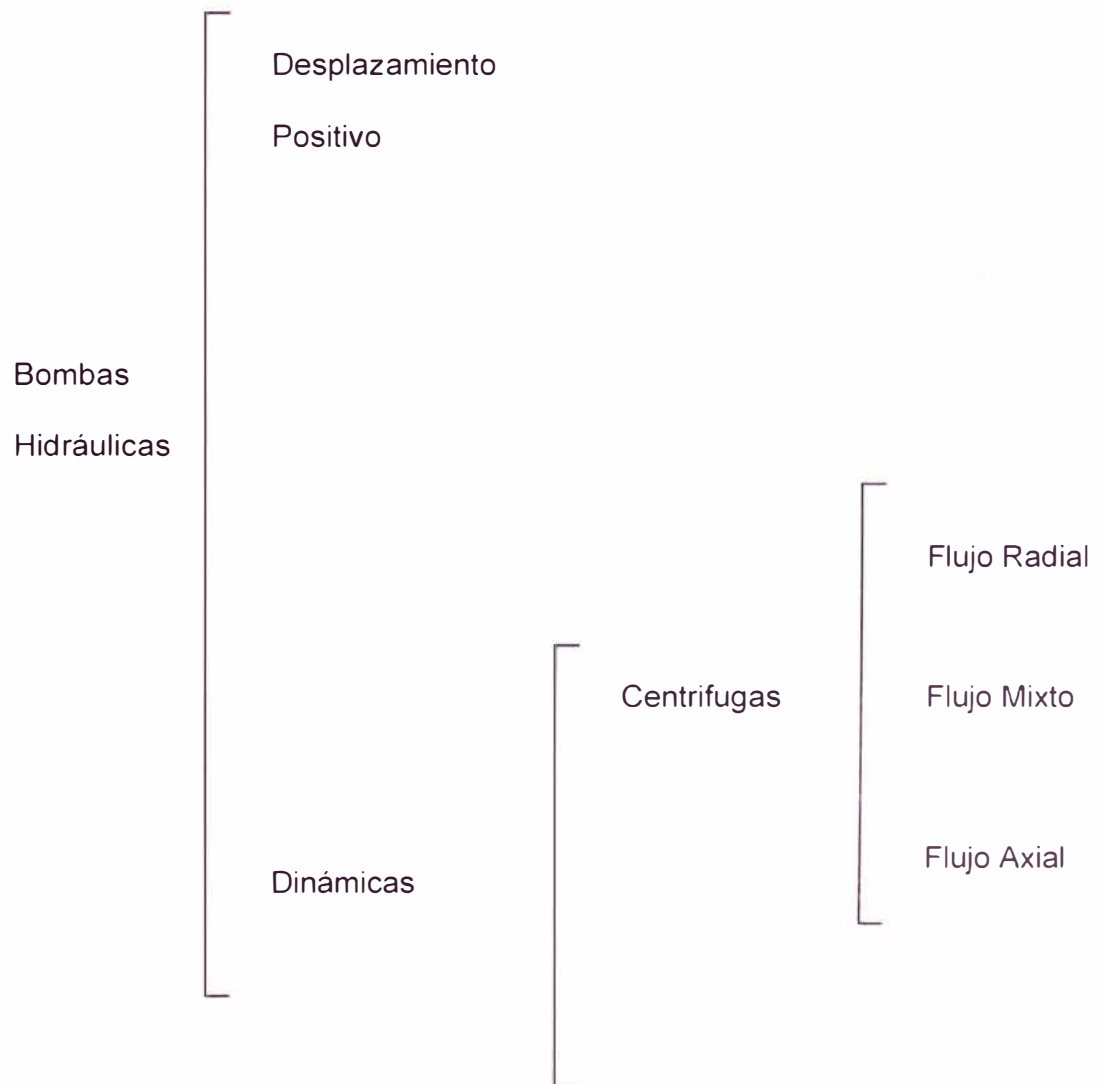 Desplazamiento
Positivo
Bombas
Hidráulicas
Flujo Radial
Centrifugas
Flujo Mixto
Flujo Axial
Dinámicas